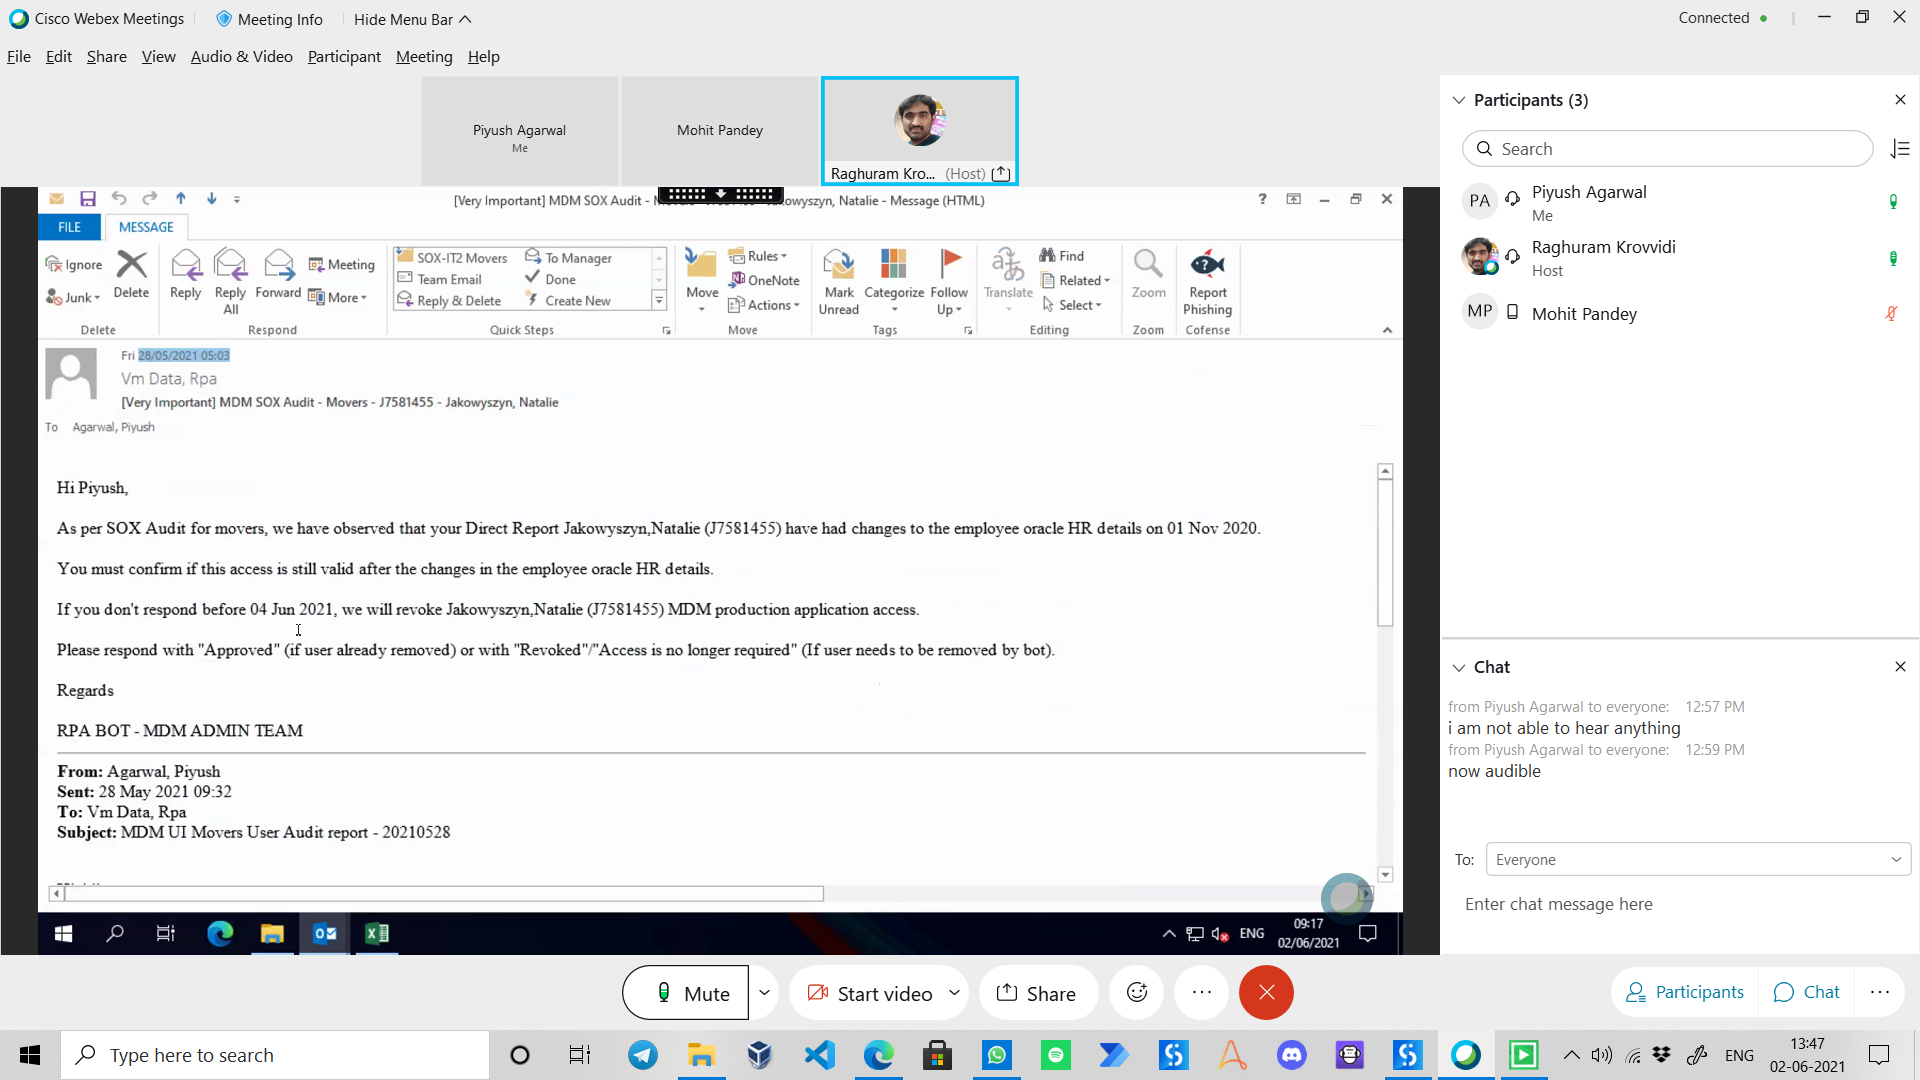 Cisco Webex Meetings
Meeting Info
Hide Menu Bar
Connected
File Edit Share View Audio & Video Participant Meeting Help
Piyush Agarwal
Me
Mohit Pandey
Raghuram Kro... (Host)
[Very Important] MDM SOX Audit - 
Natalie - Message (HTML)
FILE
MESSAGE
Ignore
Junk
Delete
Delete
Reply
Reply All
Forward
Meeting
More
Respond
SOX-IT2 Movers
Team Email
Reply & Delete
To Manager
Done
Create New
Quick Steps
Move
Rules
OneNote
Actions
Move
Mark Unread
Categorize
Follow Up
Tags
Translate
Find
Related
Select
Editing
Zoom
Zoom
Report Phishing
Cofense
Fri 28/05/2021 05:03
Vm Data, Rpa
[Very Important] MDM SOX Audit - Movers - J7581455 - Jakowyszyn, Natalie
To Agarwal, Piyush
Hi Piyush,
As per SOX Audit for movers, we have observed that your Direct Report Jakowyszyn,Natalie (J7581455) have had changes to the employee oracle HR details on 01 Nov 2020.
You must confirm if this access is still valid after the changes in the employee oracle HR details.
If you don't respond before 04 Jun 2021, we will revoke Jakowyszyn,Natalie (J7581455) MDM production application access.
Please respond with "Approved" (if user already removed) or with "Revoked"/"Access is no longer required" (If user needs to be removed by bot).
Regards
RPA BOT - MDM ADMIN TEAM
From: Agarwal, Piyush
Sent: 28 May 2021 09:32
To: Vm Data, Rpa
Subject: MDM UI Movers User Audit report - 20210528
ENG
09:17
02/06/2021
Participants (3)
Search
PA
Piyush Agarwal
Me
Raghuram Krovvidi
Host
MP
Mohit Pandey
Chat
from Piyush Agarwal to everyone: 12:57 PM
i am not able to hear anything
from Piyush Agarwal to everyone: 12:59 PM
now audible
To: Everyone
Enter chat message here
Mute
Start video
Share
Participants
Chat
Type here to search
ENG
13:47
02-06-2021